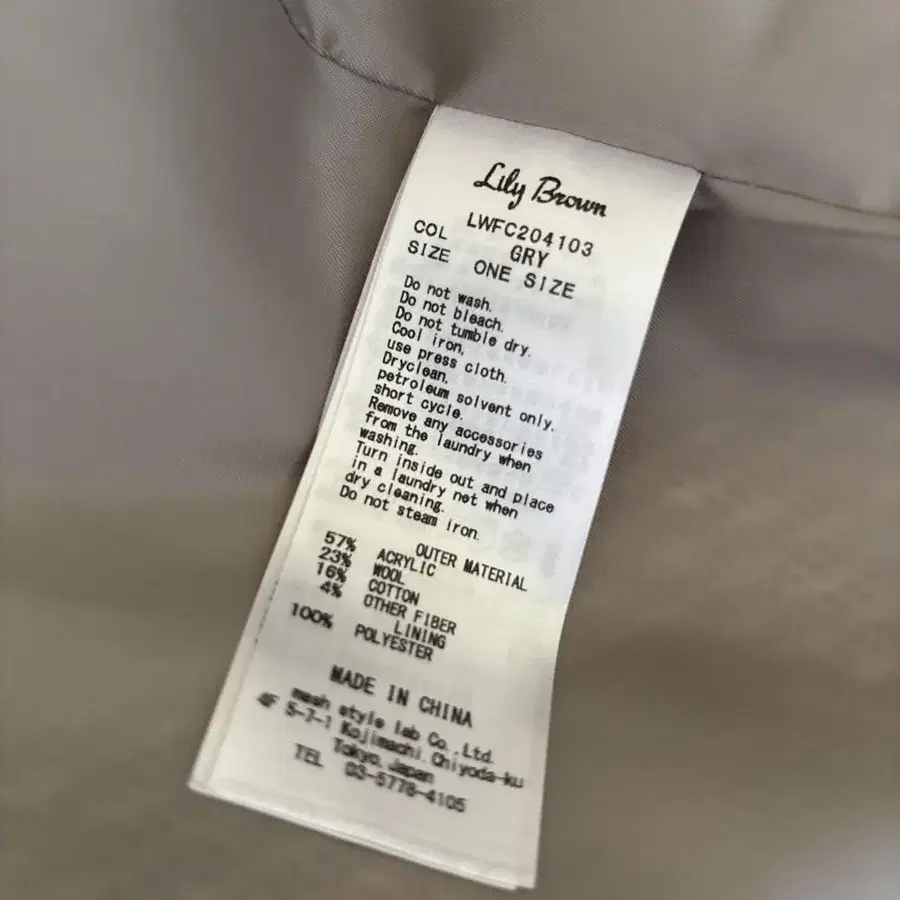 Lily Brown
LWFC204103
COL GRY
SIZE ONE SIZE
Do not wash.
Do not bleach.
Do not tumble dry.
Cool iron,
use press cloth.
Dryclean,
petroleum solvent only,
short cycle.
Remove any accessories
from the laundry when
washing.
Turn inside out and place
in a laundry net when
dry cleaning.
Do not steam iron.
OUTER MATERIAL
57% ACRYLIC
23% WOOL
16% COTTON
4% OTHER FIBER
LINING
100% POLYESTER
MADE IN CHINA
mash style lab Co.,Ltd.
4F 5-7-1 Kojimachi, Chiyoda-ku
Tokyo, Japan
TEL 03-5778-4105